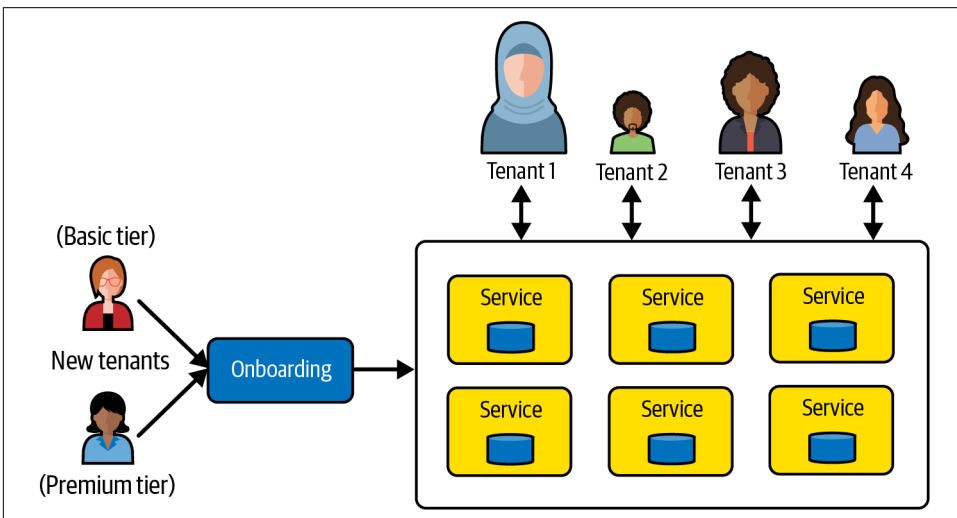 Tenant 1
Tenant 2
Tenant 3
Tenant 4
(Basic tier)
New tenants
(Premium tier)
Onboarding
Service
Service
Service
Service
Service
Service